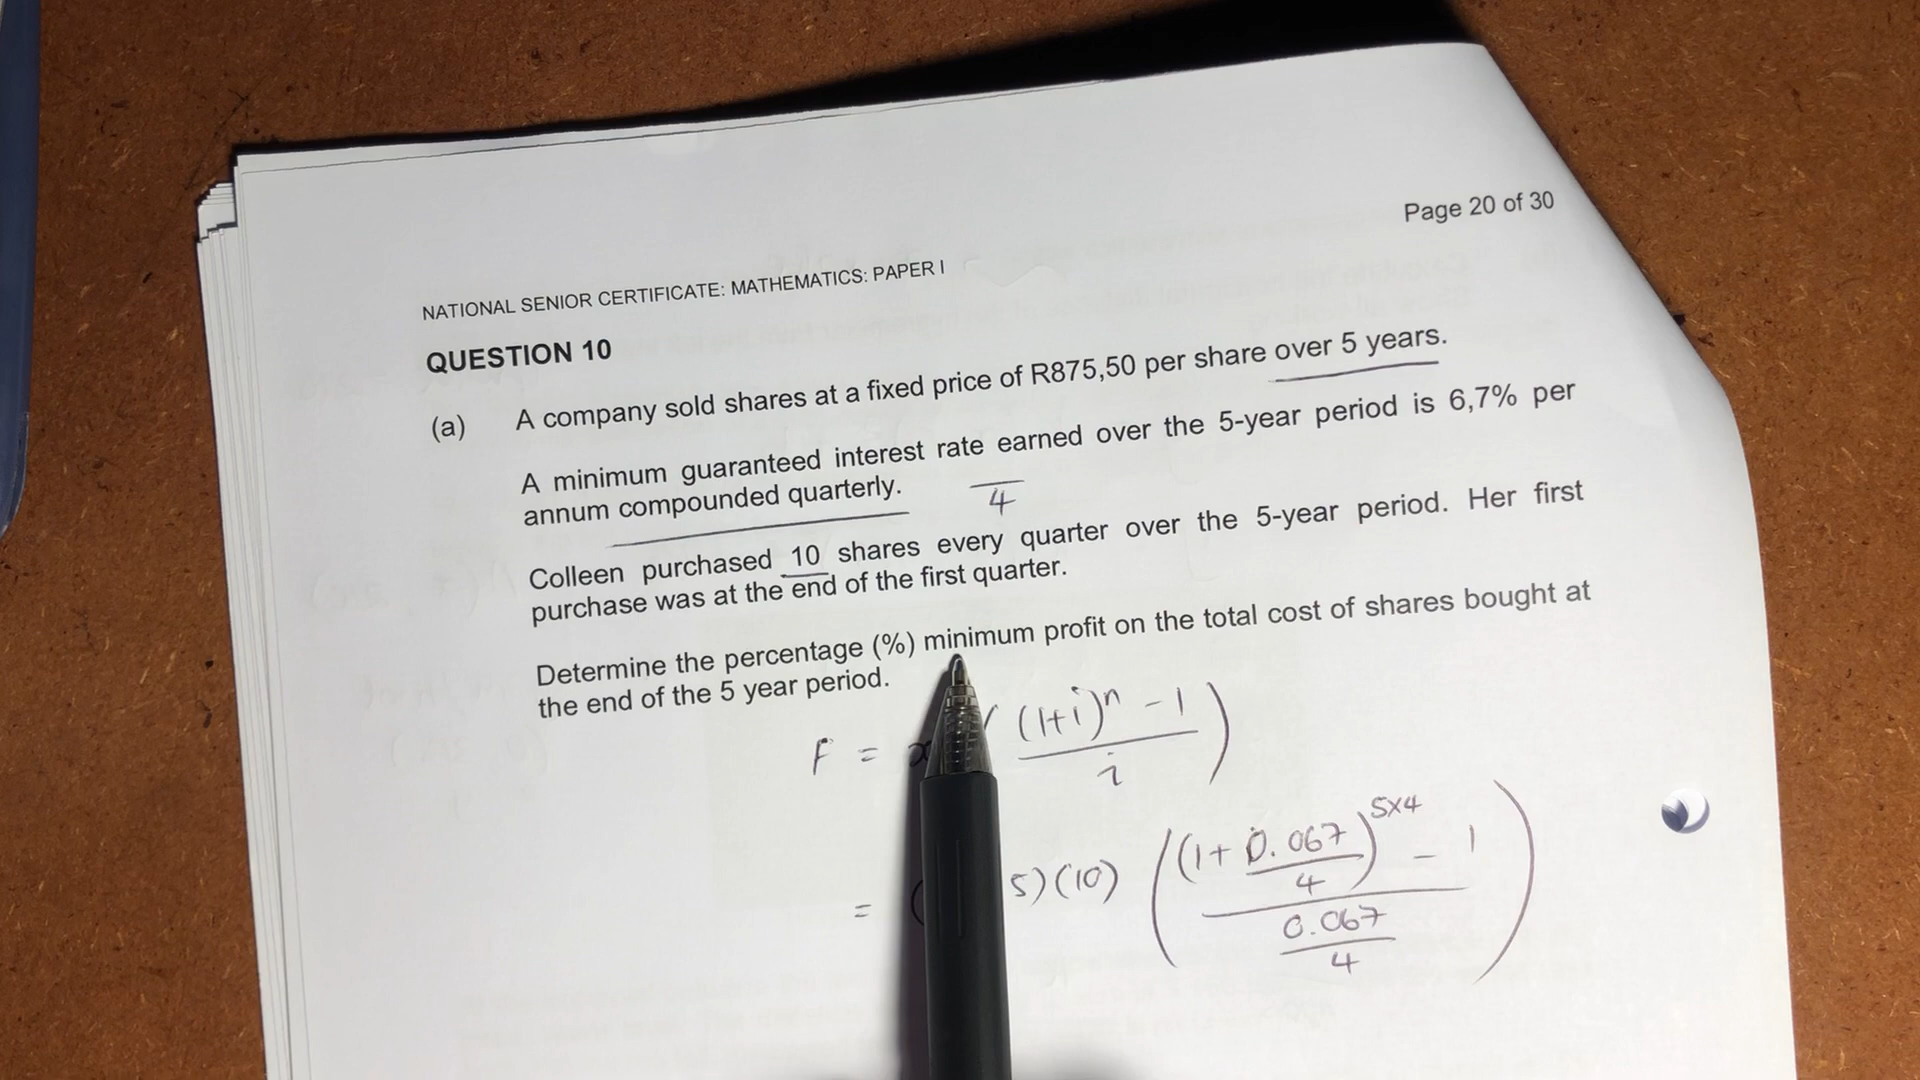 Page 20 of 30
NATIONAL SENIOR CERTIFICATE: MATHEMATICS: PAPER I
QUESTION 10
(a) A company sold shares at a fixed price of R875,50 per share over 5 years.
A minimum guaranteed interest rate earned over the 5-year period is 6,7% per
annum compounded quarterly.
4
Colleen purchased 10 shares every quarter over the 5-year period. Her first
purchase was at the end of the first quarter.
Determine the percentage (%) minimum profit on the total cost of shares bought at
the end of the 5 year period.
F = x ( (1+i)^n - 1
i )
= ( 5)(10) ( (1 + 0.067
4 )^5x4 - 1
0.067
4 )